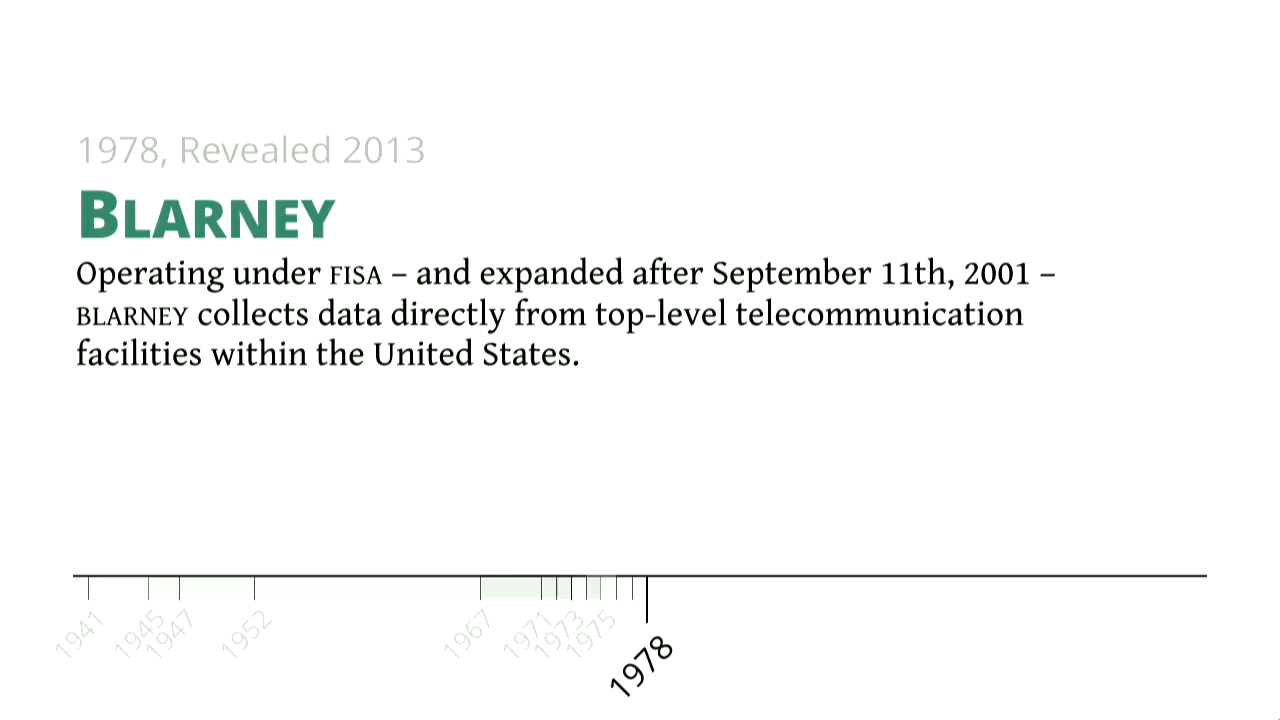 1978, Revealed 2013
BLARNEY
Operating under FISA – and expanded after September 11th, 2001 –
BLARNEY collects data directly from top-level telecommunication
facilities within the United States.
1941
1945
1947
1952
1967
1971
1973
1975
1978